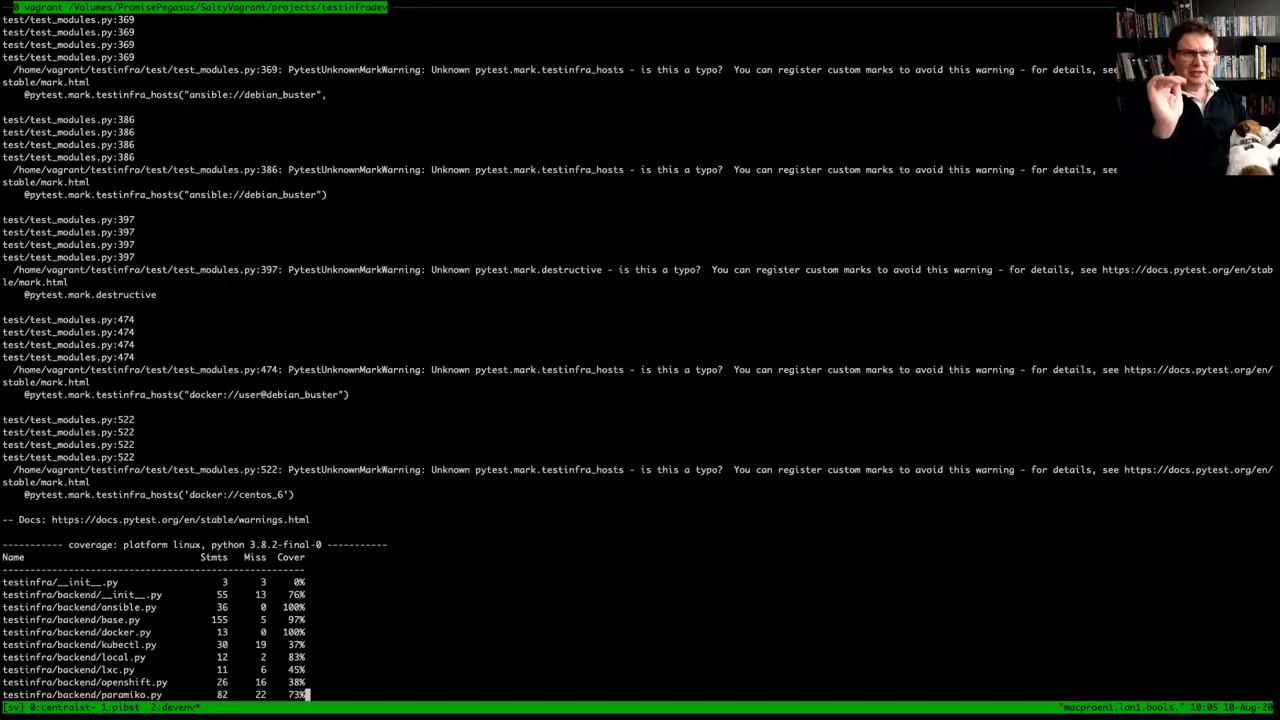 0 vagrant /Volumes/PromisePegasus/SaltyVagrant/projects/testinfradev
test/test_modules.py:369
test/test_modules.py:369
test/test_modules.py:369
test/test_modules.py:369
/home/vagrant/testinfra/test/test_modules.py:369: PytestUnknownMarkWarning: Unknown pytest.mark.testinfra_hosts - is this a typo?  You can register custom marks to avoid this warning - for details, see
stable/mark.html
@pytest.mark.testinfra_hosts("ansible://debian_buster",
test/test_modules.py:386
test/test_modules.py:386
test/test_modules.py:386
test/test_modules.py:386
/home/vagrant/testinfra/test/test_modules.py:386: PytestUnknownMarkWarning: Unknown pytest.mark.testinfra_hosts - is this a typo?  You can register custom marks to avoid this warning - for details, see
stable/mark.html
@pytest.mark.testinfra_hosts("ansible://debian_buster")
test/test_modules.py:397
test/test_modules.py:397
test/test_modules.py:397
test/test_modules.py:397
/home/vagrant/testinfra/test/test_modules.py:397: PytestUnknownMarkWarning: Unknown pytest.mark.destructive - is this a typo?  You can register custom marks to avoid this warning - for details, see https://docs.pytest.org/en/stab
le/mark.html
@pytest.mark.destructive
test/test_modules.py:474
test/test_modules.py:474
test/test_modules.py:474
test/test_modules.py:474
/home/vagrant/testinfra/test/test_modules.py:474: PytestUnknownMarkWarning: Unknown pytest.mark.testinfra_hosts - is this a typo?  You can register custom marks to avoid this warning - for details, see https://docs.pytest.org/en/
stable/mark.html
@pytest.mark.testinfra_hosts("docker://user@debian_buster")
test/test_modules.py:522
test/test_modules.py:522
test/test_modules.py:522
test/test_modules.py:522
/home/vagrant/testinfra/test/test_modules.py:522: PytestUnknownMarkWarning: Unknown pytest.mark.testinfra_hosts - is this a typo?  You can register custom marks to avoid this warning - for details, see https://docs.pytest.org/en/
stable/mark.html
@pytest.mark.testinfra_hosts('docker://centos_6')
-- Docs: https://docs.pytest.org/en/stable/warnings.html
----------- coverage: platform linux, python 3.8.2-final-0 -----------
Name Stmts Miss Cover
-------------------------------------------------------
testinfra/__init__.py 3 3 0%
testinfra/backend/__init__.py 55 13 76%
testinfra/backend/ansible.py 36 0 100%
testinfra/backend/base.py 155 5 97%
testinfra/backend/docker.py 13 0 100%
testinfra/backend/kubectl.py 30 19 37%
testinfra/backend/local.py 12 2 83%
testinfra/backend/lxc.py 11 6 45%
testinfra/backend/openshift.py 26 16 38%
testinfra/backend/paramiko.py 82 22 73%
[sv] 0:centralst- 1:pibst 2:devenv* "macproen1.lan1.bools." 10:05 10-Aug-20